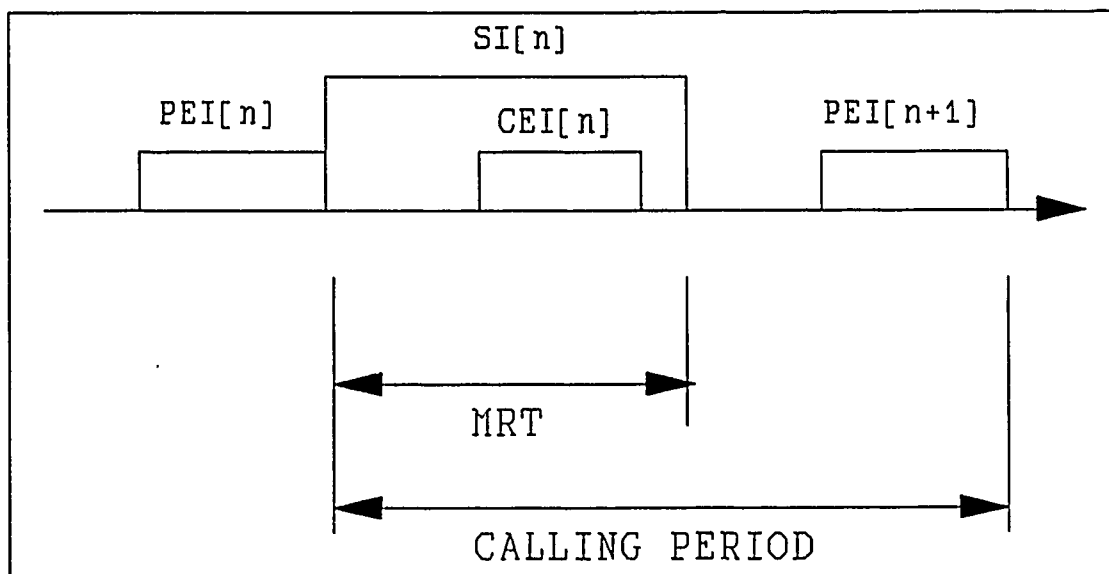 SI[n]
PEI[n]
CEI[n]
PEI[n+1]
MRT
CALLING PERIOD